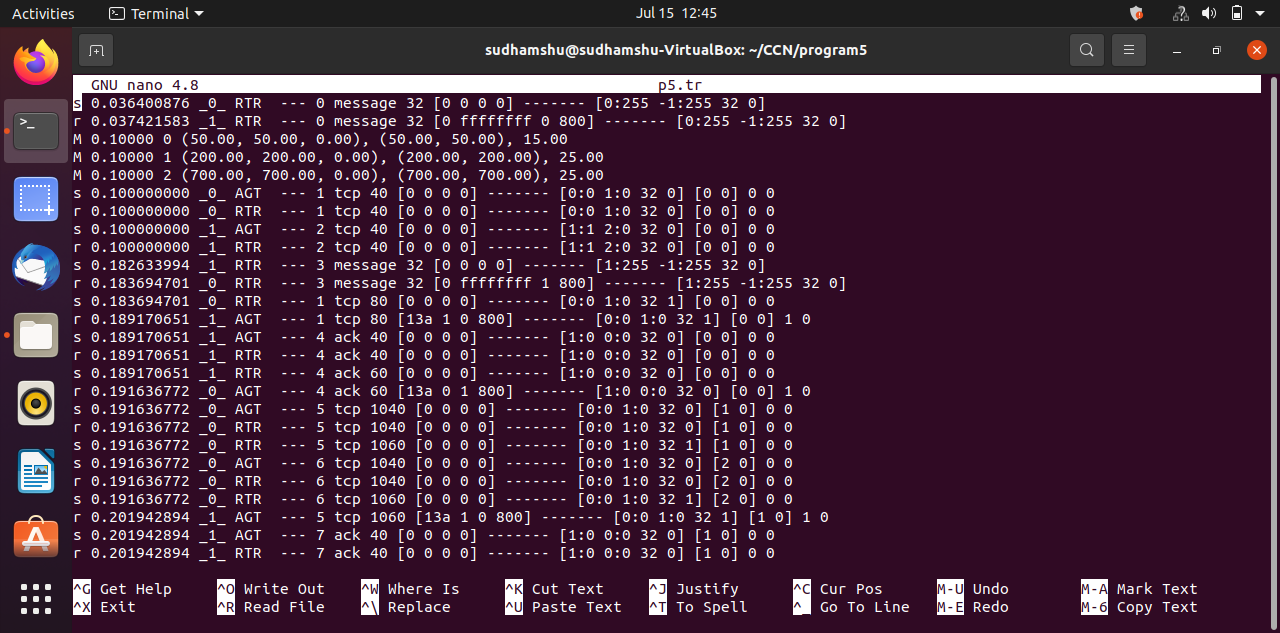 Activities Terminal Jul 15 12:45
sudhamshu@sudhamshu-VirtualBox: ~/CCN/program5
GNU nano 4.8 p5.tr
s 0.036400876 _0_ RTR  --- 0 message 32 [0 0 0 0] ------- [0:255 -1:255 32 0]
r 0.037421583 _1_ RTR  --- 0 message 32 [0 ffffffff 0 800] ------- [0:255 -1:255 32 0]
M 0.10000 0 (50.00, 50.00, 0.00), (50.00, 50.00), 15.00
M 0.10000 1 (200.00, 200.00, 0.00), (200.00, 200.00), 25.00
M 0.10000 2 (700.00, 700.00, 0.00), (700.00, 700.00), 25.00
s 0.100000000 _0_ AGT  --- 1 tcp 40 [0 0 0 0] ------- [0:0 1:0 32 0] [0 0] 0 0
r 0.100000000 _0_ RTR  --- 1 tcp 40 [0 0 0 0] ------- [0:0 1:0 32 0] [0 0] 0 0
s 0.100000000 _1_ AGT  --- 2 tcp 40 [0 0 0 0] ------- [1:1 2:0 32 0] [0 0] 0 0
r 0.100000000 _1_ RTR  --- 2 tcp 40 [0 0 0 0] ------- [1:1 2:0 32 0] [0 0] 0 0
s 0.182633994 _1_ RTR  --- 3 message 32 [0 0 0 0] ------- [1:255 -1:255 32 0]
r 0.183694701 _0_ RTR  --- 3 message 32 [0 ffffffff 1 800] ------- [1:255 -1:255 32 0]
s 0.183694701 _0_ RTR  --- 1 tcp 80 [0 0 0 0] ------- [0:0 1:0 32 1] [0 0] 0 0
r 0.189170651 _1_ AGT  --- 1 tcp 80 [13a 1 0 800] ------- [0:0 1:0 32 1] [0 0] 1 0
s 0.189170651 _1_ AGT  --- 4 ack 40 [0 0 0 0] ------- [1:0 0:0 32 0] [0 0] 0 0
r 0.189170651 _1_ RTR  --- 4 ack 40 [0 0 0 0] ------- [1:0 0:0 32 0] [0 0] 0 0
s 0.189170651 _1_ RTR  --- 4 ack 60 [0 0 0 0] ------- [1:0 0:0 32 0] [0 0] 0 0
r 0.191636772 _0_ AGT  --- 4 ack 60 [13a 0 1 800] ------- [1:0 0:0 32 0] [0 0] 1 0
s 0.191636772 _0_ AGT  --- 5 tcp 1040 [0 0 0 0] ------- [0:0 1:0 32 0] [1 0] 0 0
r 0.191636772 _0_ RTR  --- 5 tcp 1040 [0 0 0 0] ------- [0:0 1:0 32 0] [1 0] 0 0
s 0.191636772 _0_ RTR  --- 5 tcp 1060 [0 0 0 0] ------- [0:0 1:0 32 1] [1 0] 0 0
s 0.191636772 _0_ AGT  --- 6 tcp 1040 [0 0 0 0] ------- [0:0 1:0 32 0] [2 0] 0 0
r 0.191636772 _0_ RTR  --- 6 tcp 1040 [0 0 0 0] ------- [0:0 1:0 32 0] [2 0] 0 0
s 0.191636772 _0_ RTR  --- 6 tcp 1060 [0 0 0 0] ------- [0:0 1:0 32 1] [2 0] 0 0
r 0.201942894 _1_ AGT  --- 5 tcp 1060 [13a 1 0 800] ------- [0:0 1:0 32 1] [1 0] 1 0
s 0.201942894 _1_ AGT  --- 7 ack 40 [0 0 0 0] ------- [1:0 0:0 32 0] [1 0] 0 0
r 0.201942894 _1_ RTR  --- 7 ack 40 [0 0 0 0] ------- [1:0 0:0 32 0] [1 0] 0 0
^G Get Help ^O Write Out ^W Where Is ^K Cut Text ^J Justify ^C Cur Pos M-U Undo M-A Mark Text
^X Exit ^R Read File ^\ Replace ^U Paste Text ^T To Spell ^_ Go To Line M-E Redo M-6 Copy Text